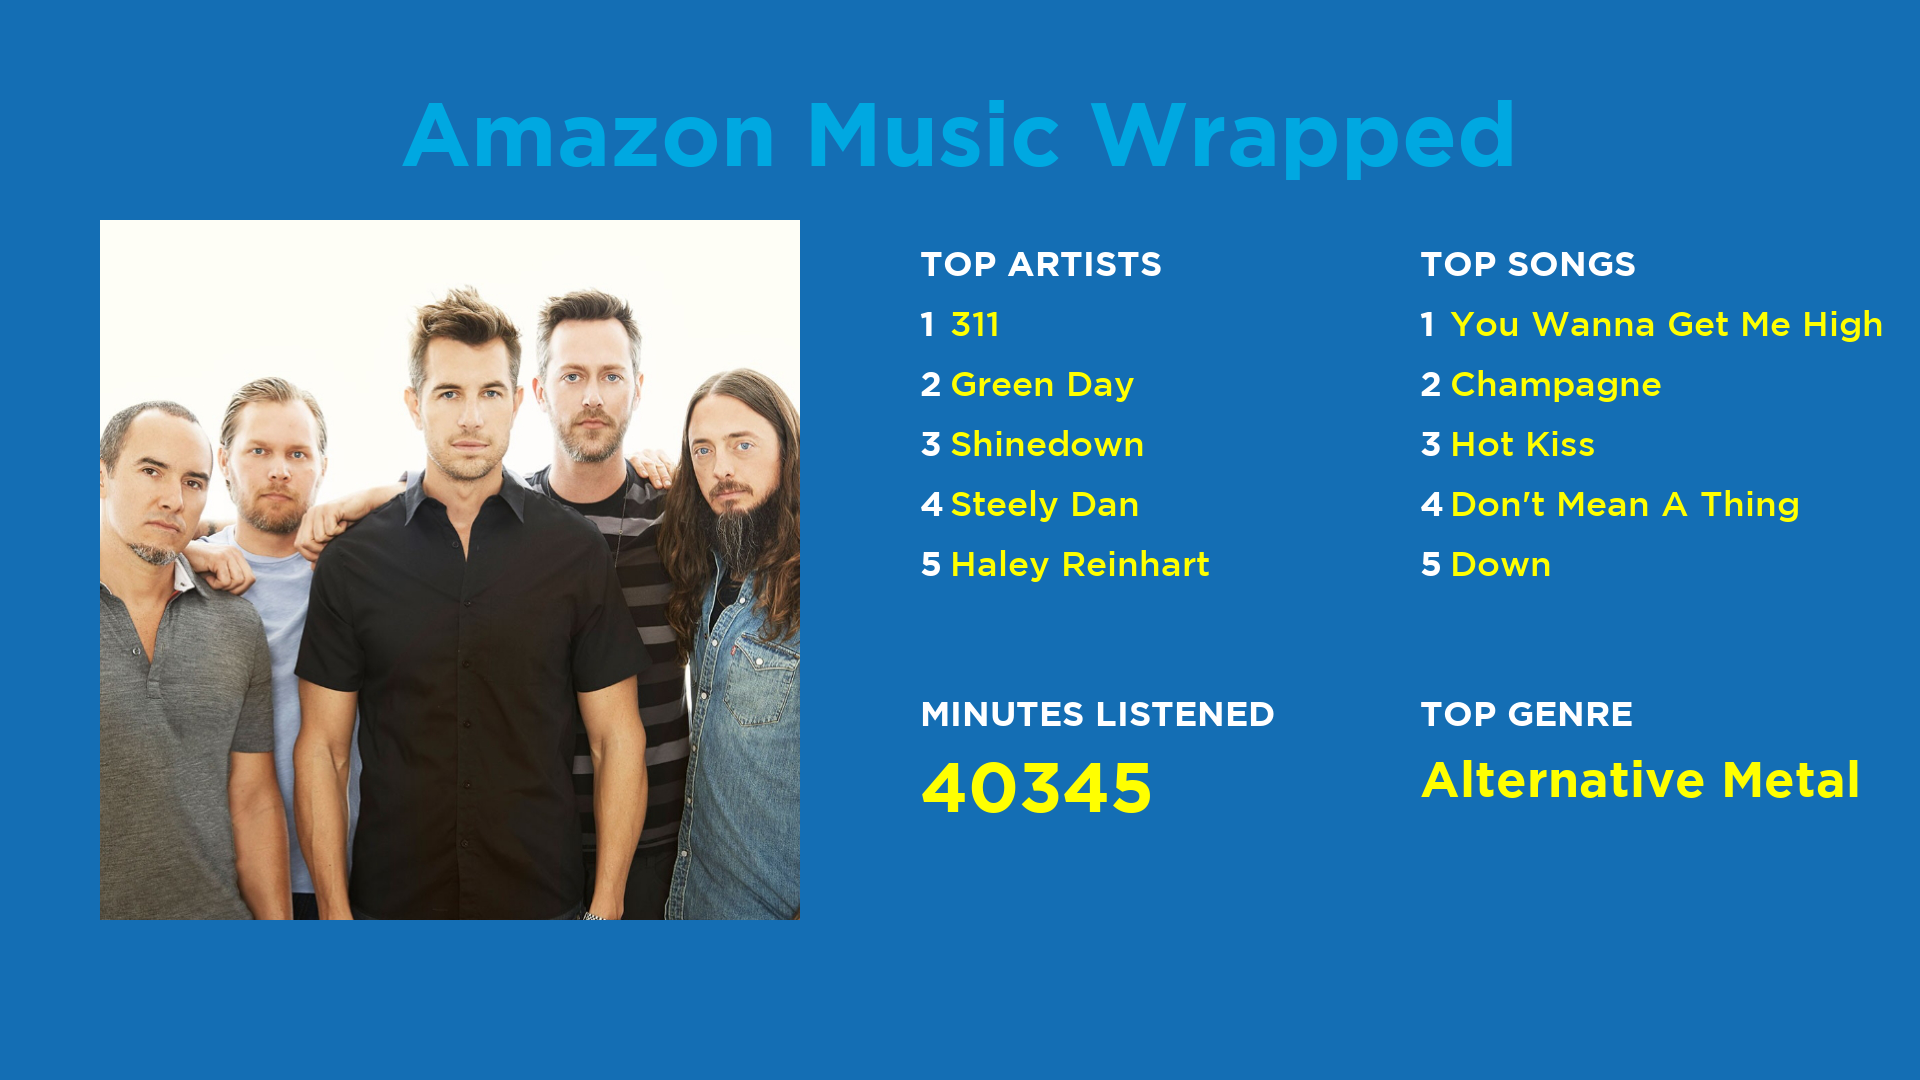 Amazon Music Wrapped
TOP ARTISTS
1 311
2 Green Day
3 Shinedown
4 Steely Dan
5 Haley Reinhart
TOP SONGS
1 You Wanna Get Me High
2 Champagne
3 Hot Kiss
4 Don't Mean A Thing
5 Down
MINUTES LISTENED
40345
TOP GENRE
Alternative Metal